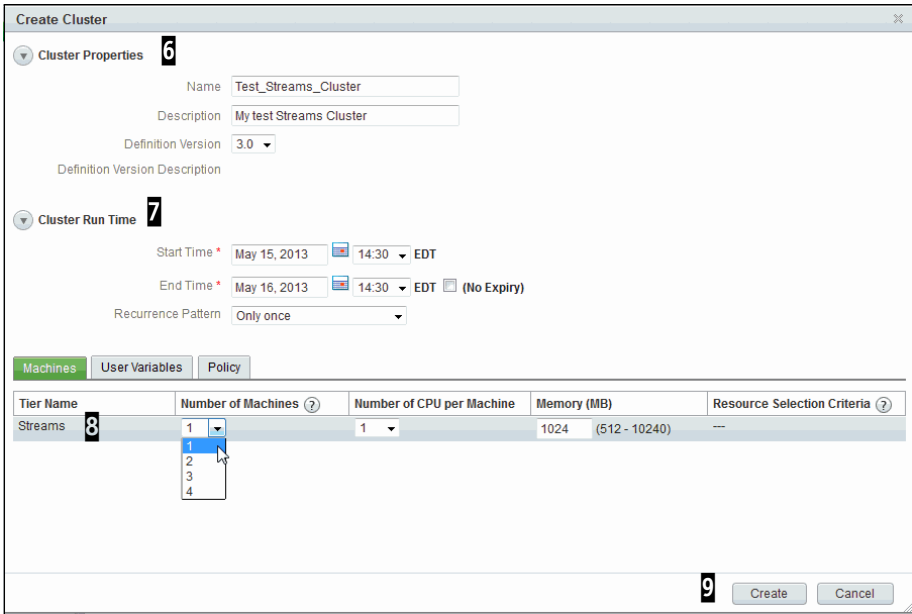 Create Cluster
Cluster Properties 6
Name Test_Streams_Cluster
Description My test Streams Cluster
Definition Version 3.0
Definition Version Description
Cluster Run Time 7
Start Time * May 15, 2013 14:30 EDT
End Time * May 16, 2013 14:30 EDT (No Expiry)
Recurrence Pattern Only once
Machines User Variables Policy
Tier Name Number of Machines ? Number of CPU per Machine Memory (MB) Resource Selection Criteria ?
Streams 8 1 1 1024 (512 - 10240) ---
1
2
3
4
9 Create Cancel